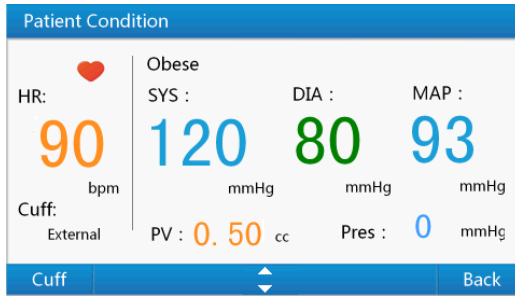 Patient Condition
Obese
HR:
SYS :
DIA :
MAP :
90
120
80
93
bpm
mmHg
mmHg
mmHg
Cuff:
External
PV : 0. 50 cc
Pres : 0 mmHg
Cuff
Back